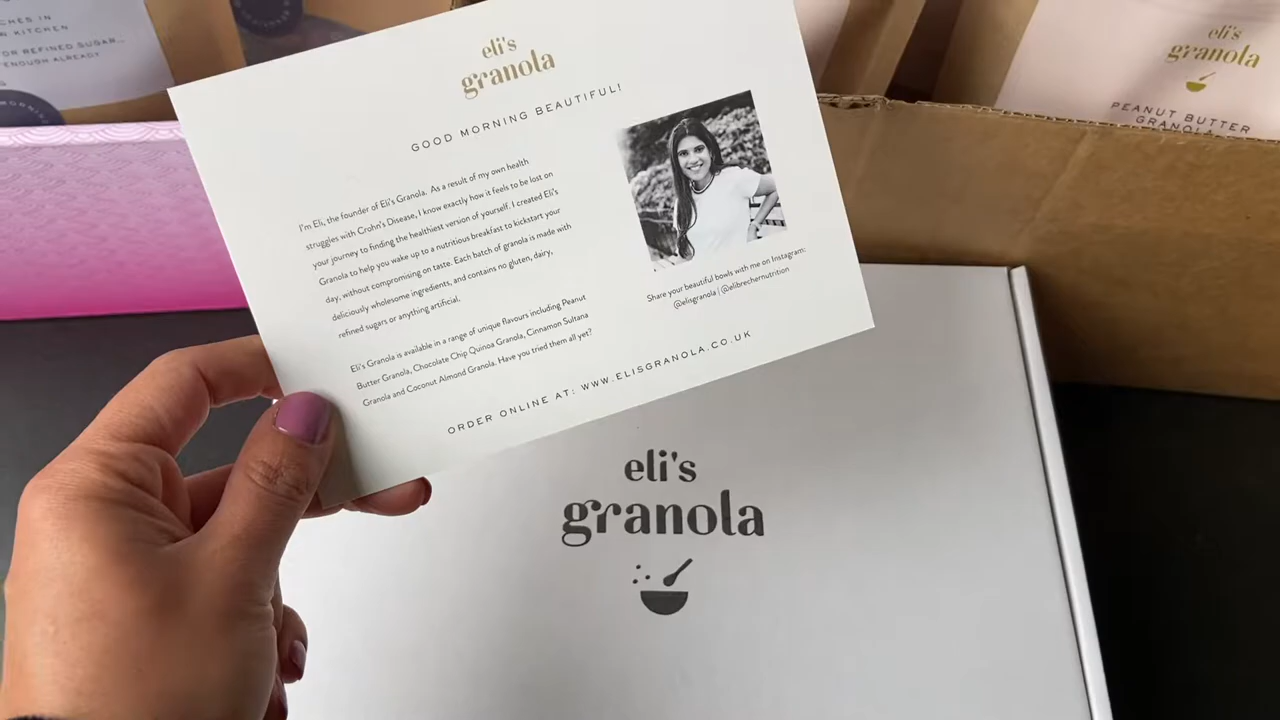 CHES IN
KITCHEN
OR REFINED SUGAR...
ENOUGH ALREADY
eli's
granola
GOOD MORNING BEAUTIFUL!
I'm Eli, the founder of Eli's Granola. As a result of my own health
struggles with Crohn's Disease, I know exactly how it feels to be lost on
your journey to finding the healthiest version of yourself. I created Eli's
Granola to help you wake up to a nutritious breakfast to kickstart your
day, without compromising on taste. Each batch of granola is made with
deliciously wholesome ingredients, and contains no gluten, dairy,
refined sugars or anything artificial.
Eli's Granola is available in a range of unique flavours including Peanut
Butter Granola, Chocolate Chip Quinoa Granola, Cinnamon Sultana
Granola and Coconut Almond Granola. Have you tried them all yet?
Share your beautiful bowls with me on Instagram:
@elisgranola | @elibrechernutrition
ORDER ONLINE AT: WWW.ELISGRANOLA.CO.UK
eli's
granola
PEANUT BUTTER
GRANOLA
eli's
granola